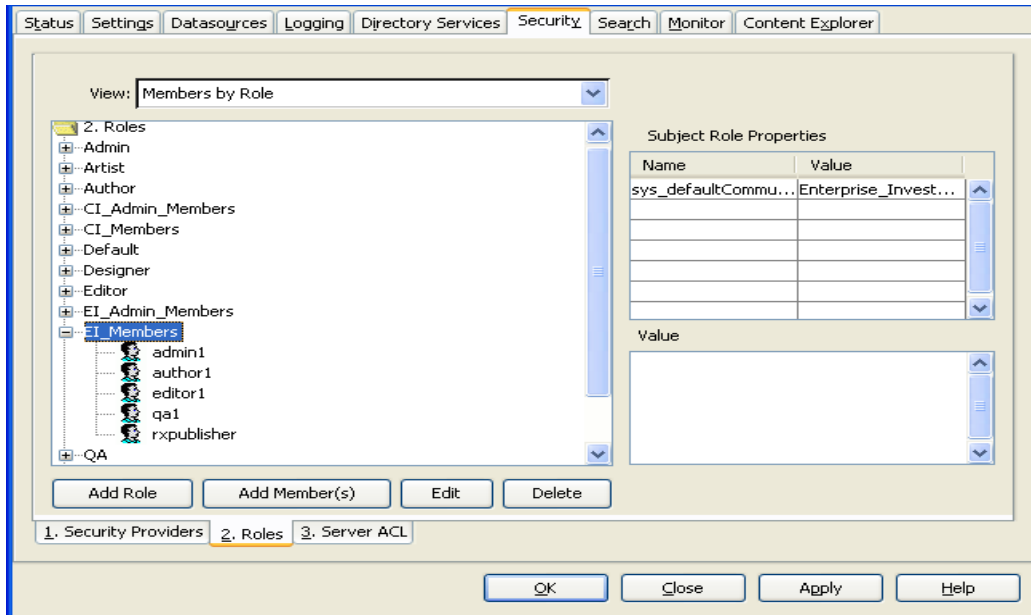 Status Settings Datasources Logging Directory Services Security Search Monitor Content Explorer
View: Members by Role
2. Roles
Admin
Artist
Author
CI_Admin_Members
CI_Members
Default
Designer
Editor
EI_Admin_Members
EI_Members
admin1
author1
editor1
qa1
rxpublisher
QA
Subject Role Properties
Name Value
sys_defaultCommu... Enterprise_Invest...
Value
Add Role Add Member(s) Edit Delete
1. Security Providers 2. Roles 3. Server ACL
OK Close Apply Help